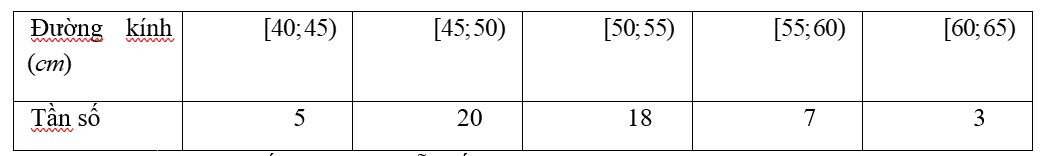 Đường kính [40;45) [45;50) [50;55) [55;60) [60;65)
(cm)
Tần số 5 20 18 7 3